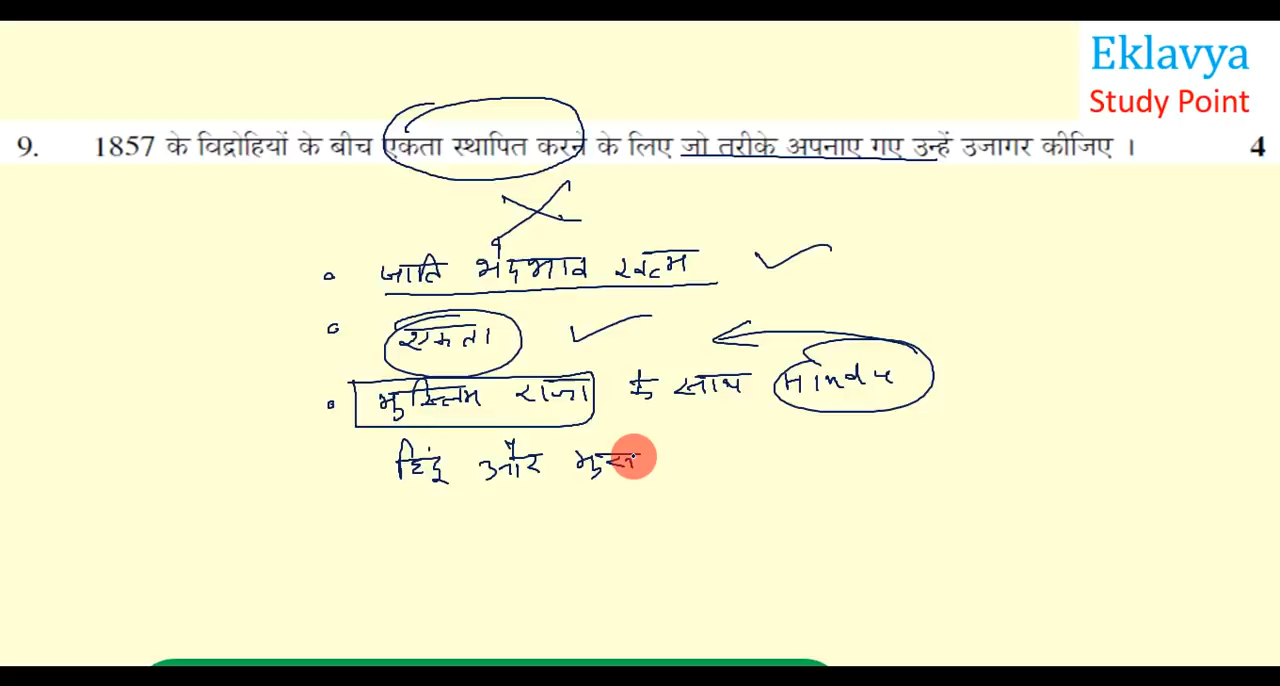 Eklavya
Study Point
9. 1857 के विद्रोहियों के बीच एकता स्थापित करने के लिए जो तरीके अपनाए गए उन्हें उजागर कीजिए । 4
जाति भेदभाव खत्म
एकता
मुस्लिम राजा के साथ Hindu
हिंदू और मुस